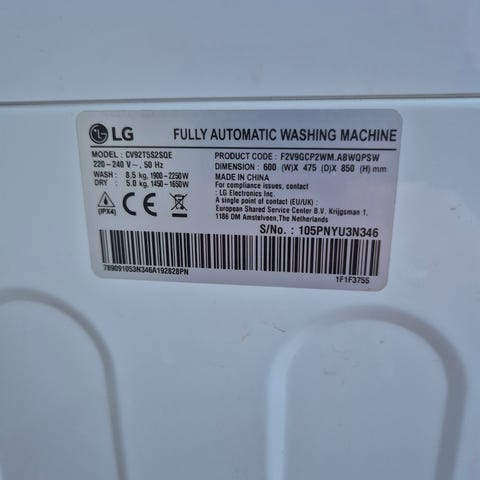 LG FULLY AUTOMATIC WASHING MACHINE
MODEL : CV92T5S2SQE
220-240 V~, 50 Hz
WASH : 8.5 kg, 1900-2250W
DRY : 5.0 kg, 1450-1650W
(IPX4)
PRODUCT CODE : F2V9GCP2WM.ABWQPSW
DIMENSION : 600 (W)X 475 (D)X 850 (H) mm
MADE IN CHINA
For compliance issues, contact :
LG Electronics Inc.
A single point of contact (EU/UK) :
European Shared Service Center B.V. Krijgsman 1,
1186 DM Amstelveen, The Netherlands
S/No. : 105PNYU3N346
789091053N346A192828PN
1F1F3755